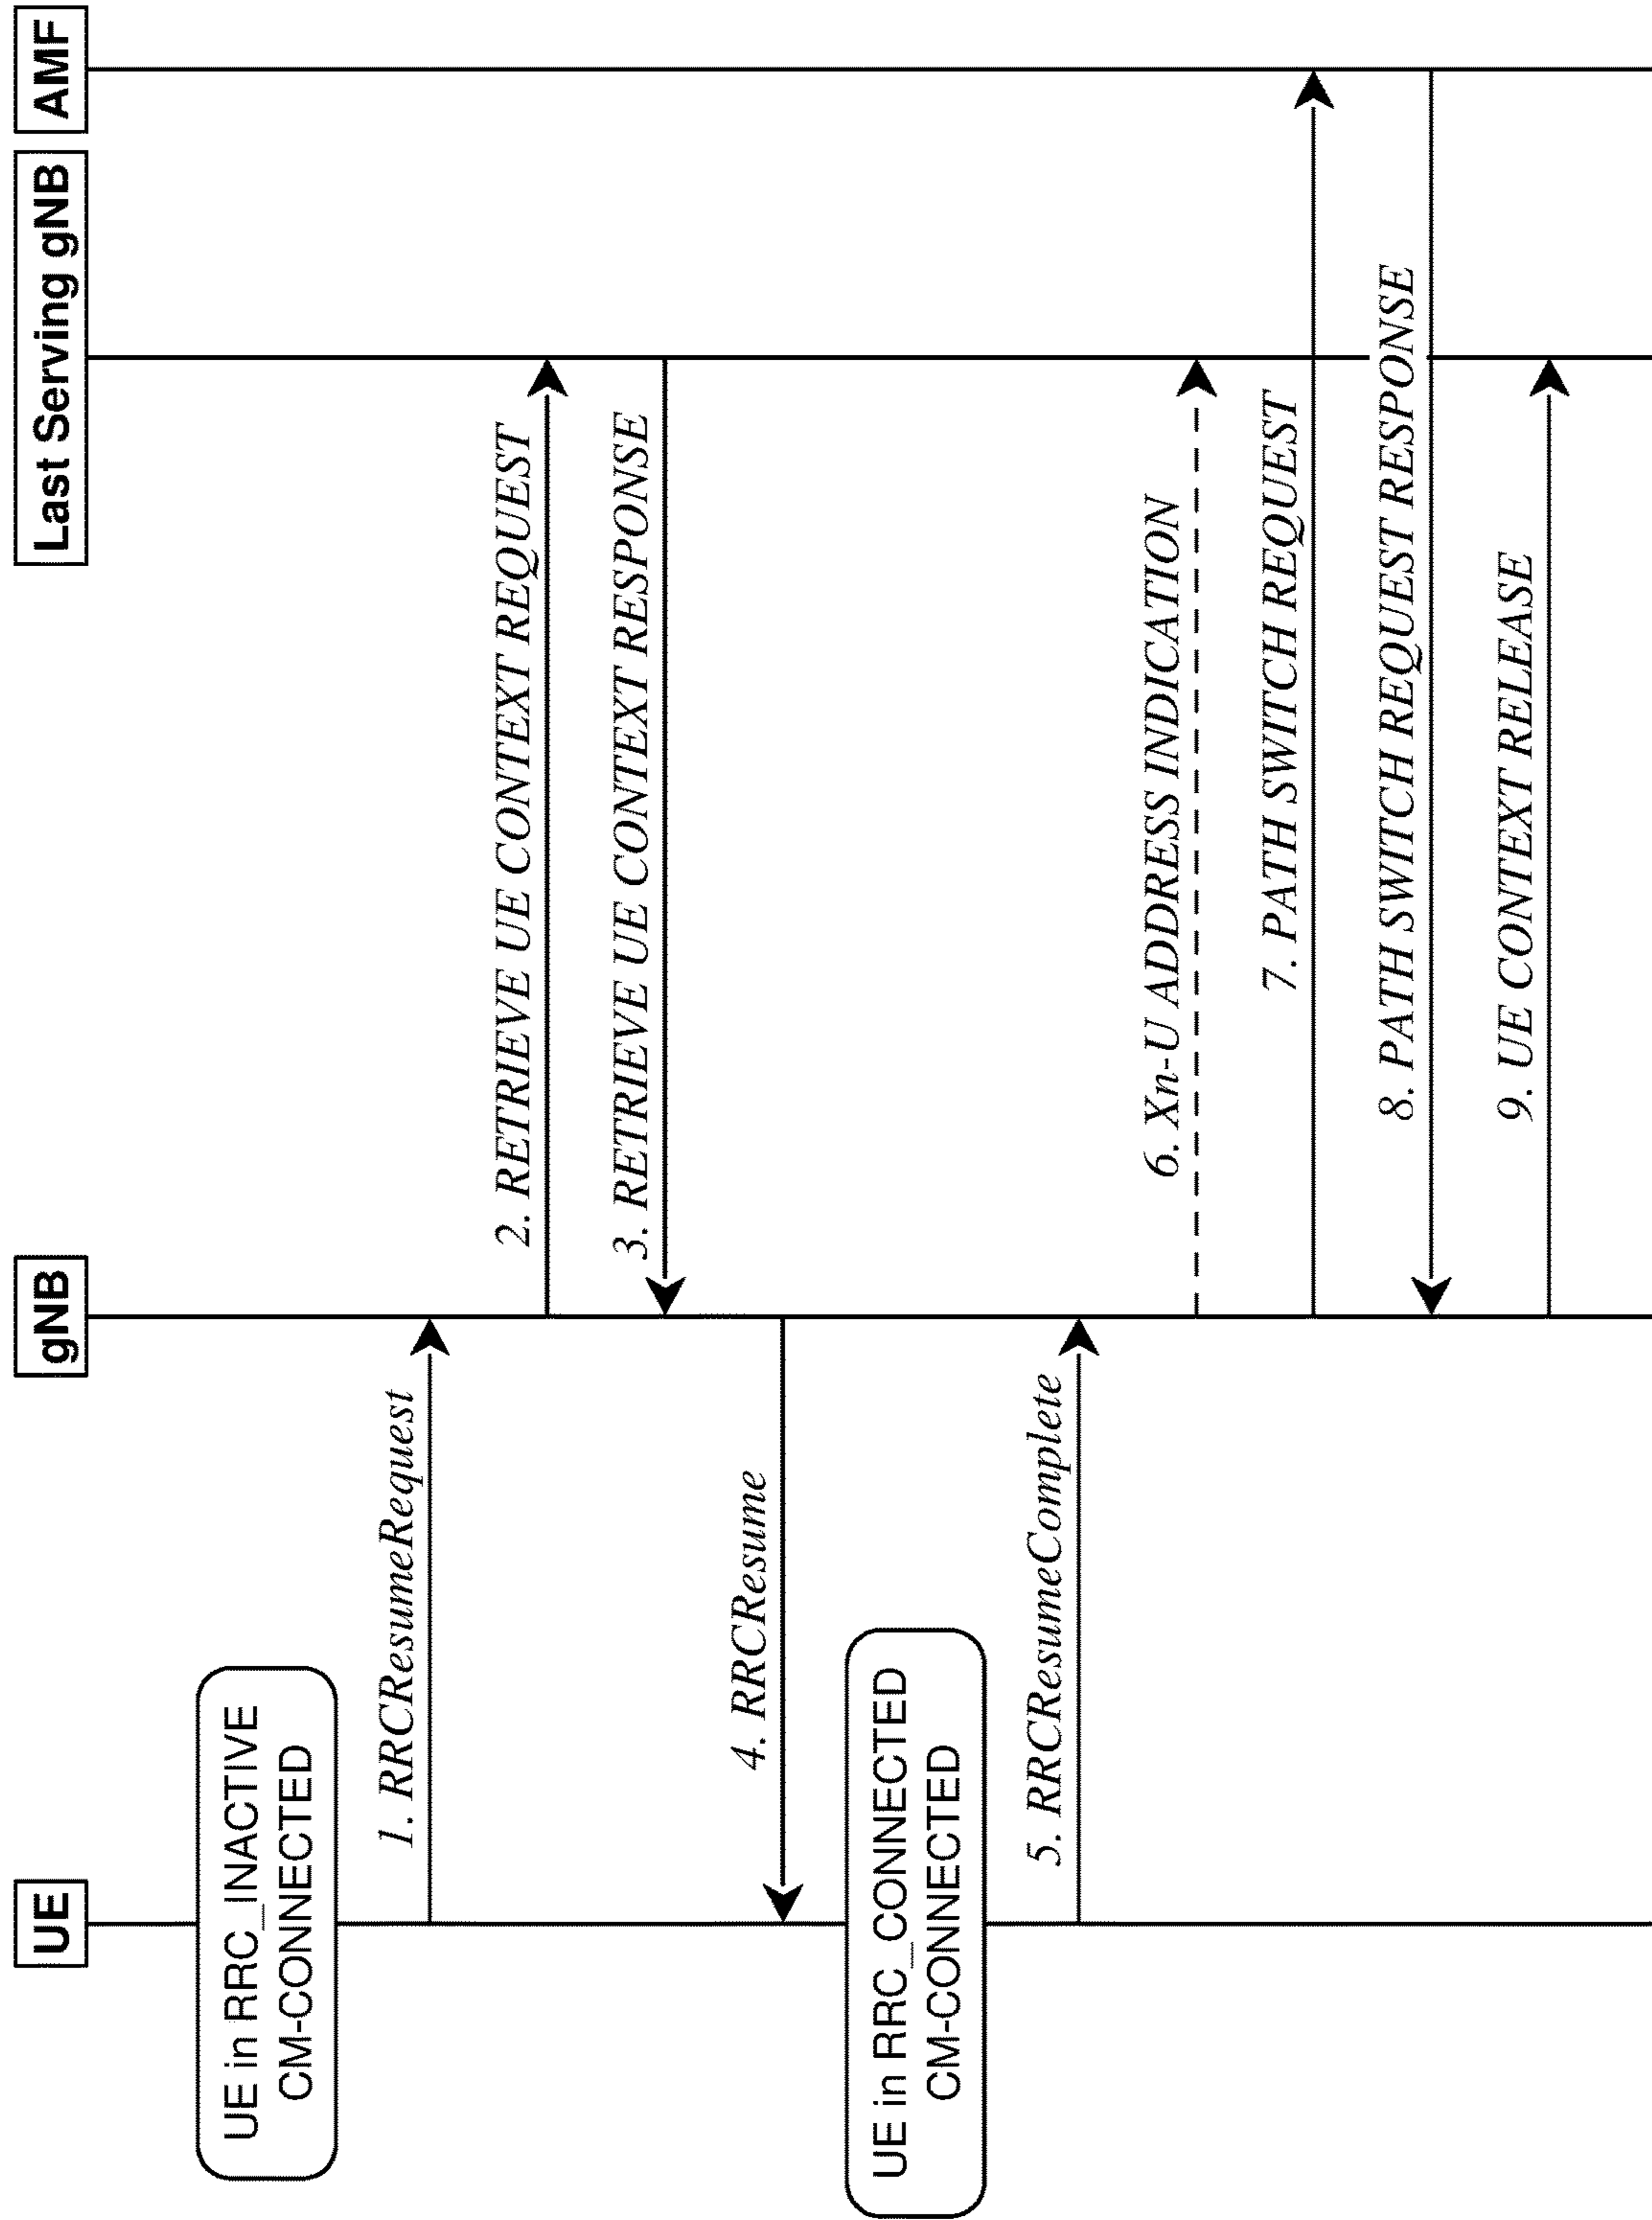 UE
gNB
Last Serving gNB
AMF
UE in RRC_INACTIVE
CM-CONNECTED
1. RRCResumeRequest
2. RETRIEVE UE CONTEXT REQUEST
3. RETRIEVE UE CONTEXT RESPONSE
4. RRCResume
UE in RRC_CONNECTED
CM-CONNECTED
5. RRCResumeComplete
6. Xn-U ADDRESS INDICATION
7. PATH SWITCH REQUEST
8. PATH SWITCH REQUEST RESPONSE
9. UE CONTEXT RELEASE